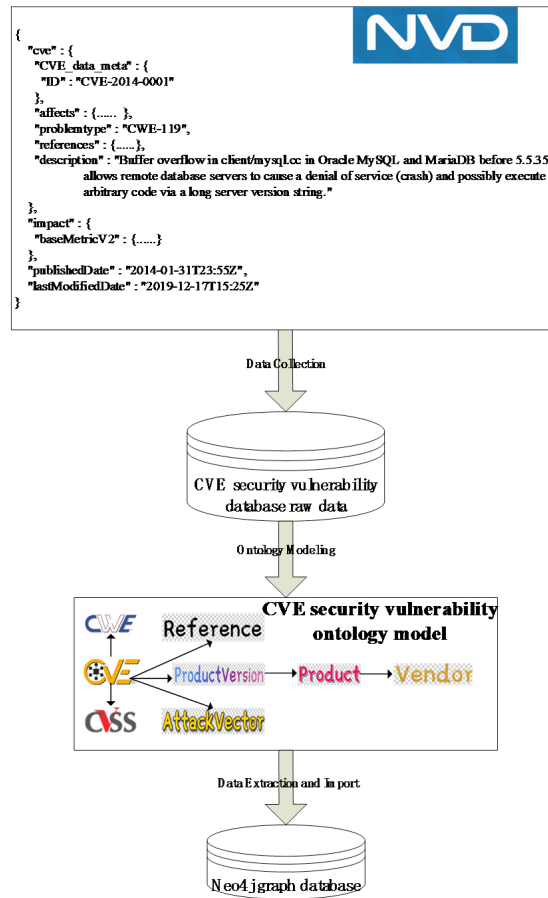 NVD
{
"cve" : {
"CVE_data_meta" : {
"ID" : "CVE-2014-0001"
},
"affects" : {...... },
"problemtype" : "CWE-119",
"references" : {......},
"description" : "Buffer overflow in client/mysql.cc in Oracle MySQL and MariaDB before 5.5.35
allows remote database servers to cause a denial of service (crash) and possibly execute
arbitrary code via a long server version string."
},
"impact" : {
"baseMetricV2" : {......}
},
"publishedDate" : "2014-01-31T23:55Z",
"lastModifiedDate" : "2019-12-17T15:25Z"
}
Data Collection
CVE security vulnerability
database raw data
Ontology Modeling
CVE security vulnerability
ontology model
CWE
Reference
CVE
ProductVersion
Product
Vendor
CVSS
AttackVector
Data Extraction and Import
Neo4j graph database